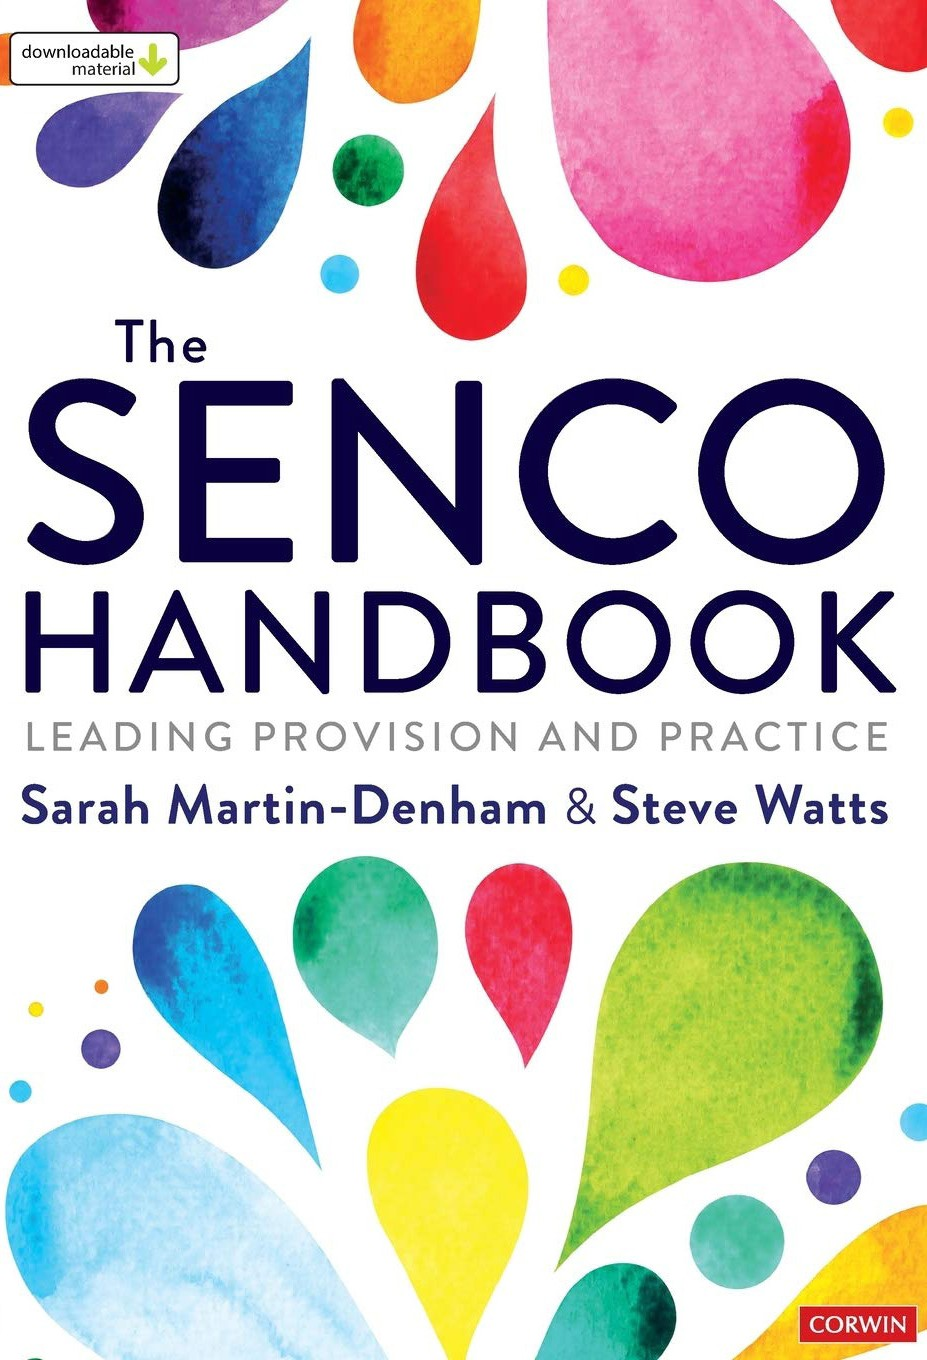 downloadable
material
The
SENCO
HANDBOOK
LEADING PROVISION AND PRACTICE
Sarah Martin-Denham & Steve Watts
CORWIN